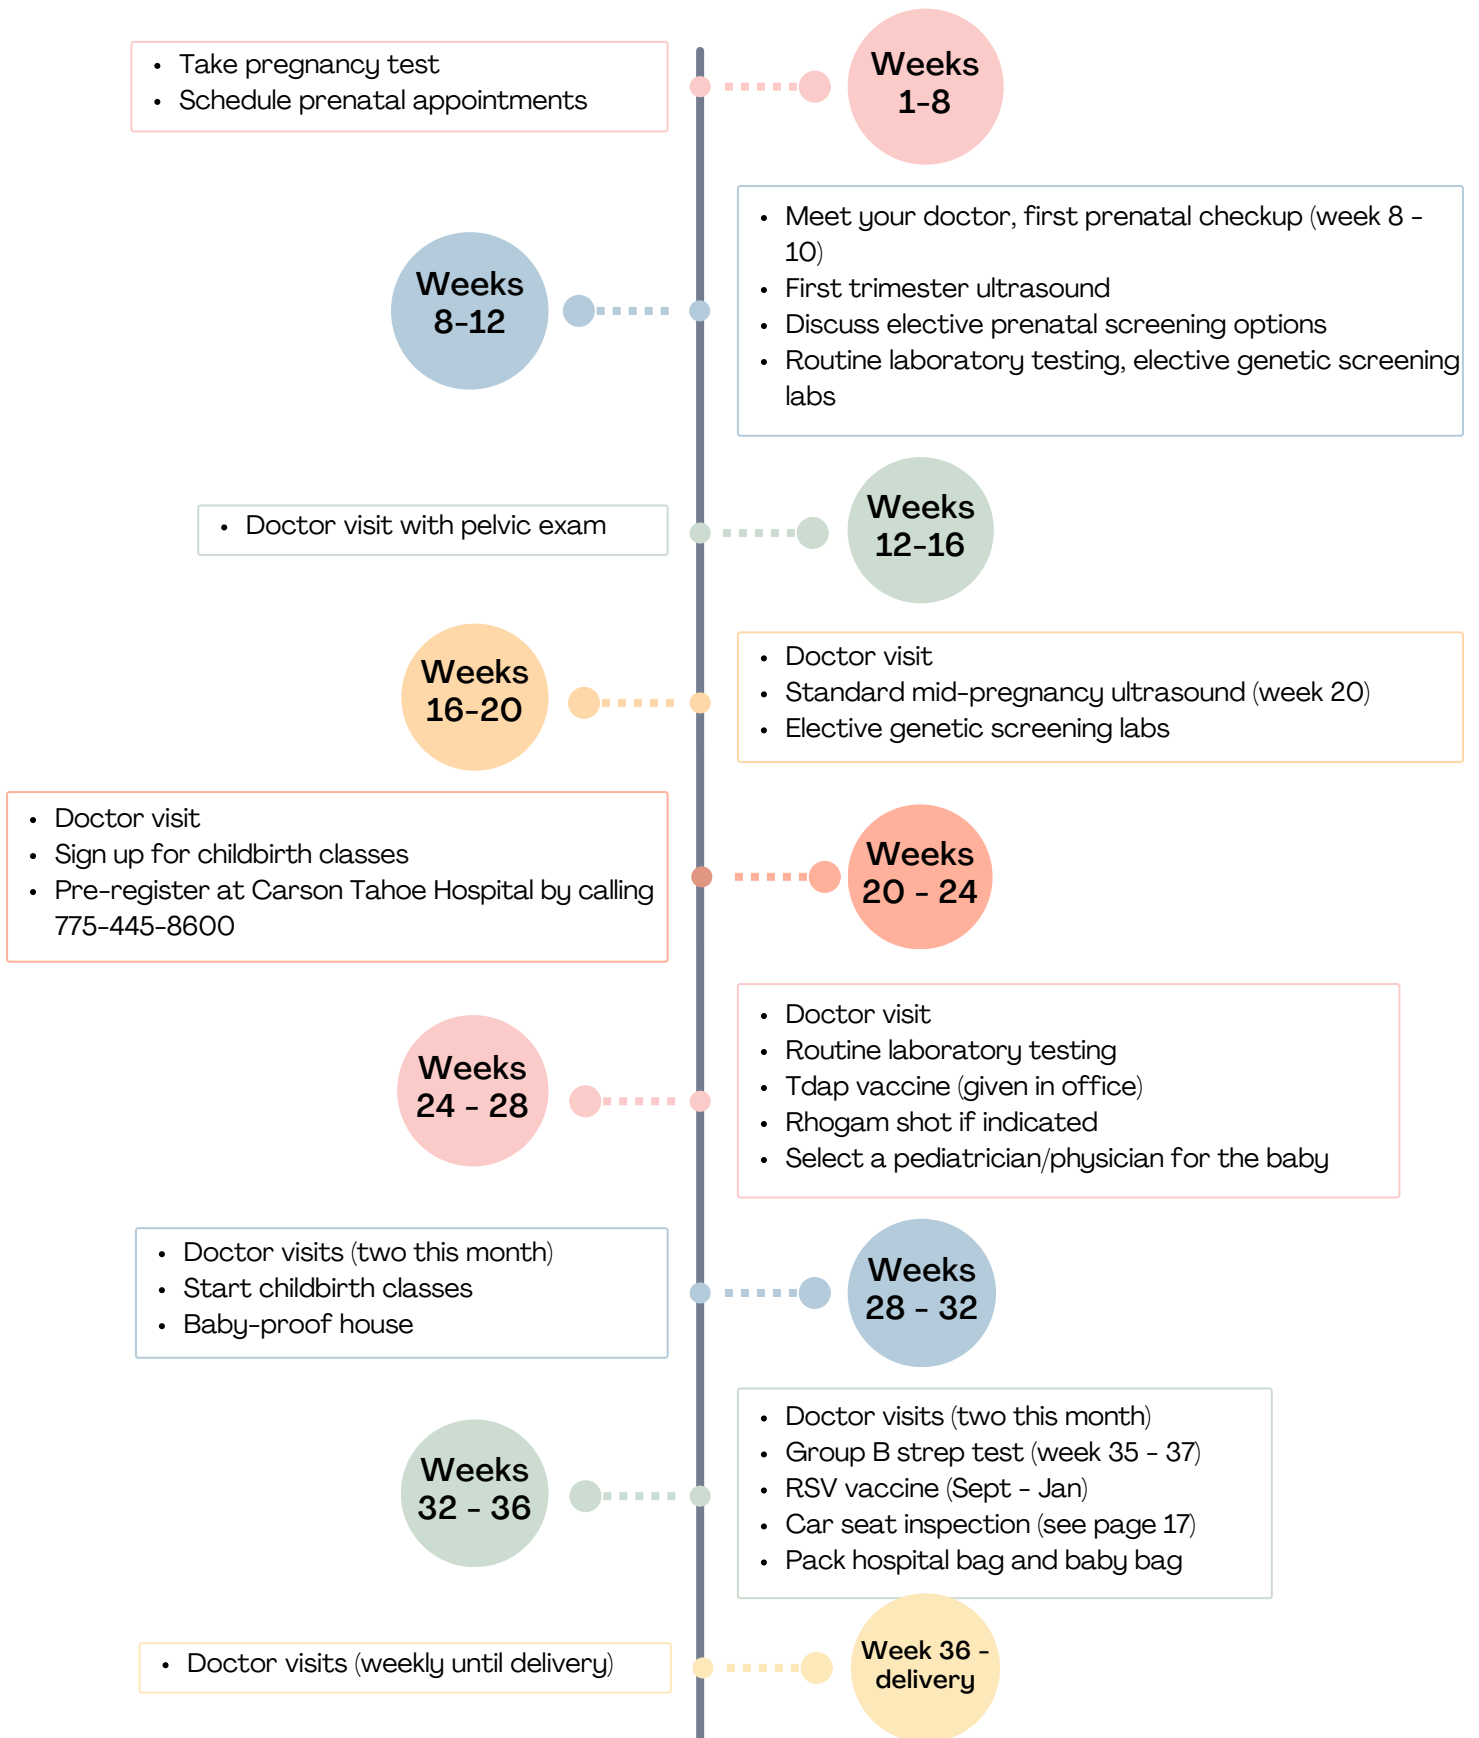 Weeks
1-8
• Take pregnancy test
• Schedule prenatal appointments
Weeks
8-12
• Meet your doctor, first prenatal checkup (week 8 -
10)
• First trimester ultrasound
• Discuss elective prenatal screening options
• Routine laboratory testing, elective genetic screening
labs
Weeks
12-16
• Doctor visit with pelvic exam
Weeks
16-20
• Doctor visit
• Standard mid-pregnancy ultrasound (week 20)
• Elective genetic screening labs
Weeks
20 - 24
• Doctor visit
• Sign up for childbirth classes
• Pre-register at Carson Tahoe Hospital by calling
775-445-8600
Weeks
24 - 28
• Doctor visit
• Routine laboratory testing
• Tdap vaccine (given in office)
• Rhogam shot if indicated
• Select a pediatrician/physician for the baby
Weeks
28 - 32
• Doctor visits (two this month)
• Start childbirth classes
• Baby-proof house
Weeks
32 - 36
• Doctor visits (two this month)
• Group B strep test (week 35 - 37)
• RSV vaccine (Sept - Jan)
• Car seat inspection (see page 17)
• Pack hospital bag and baby bag
Week 36 -
delivery
• Doctor visits (weekly until delivery)